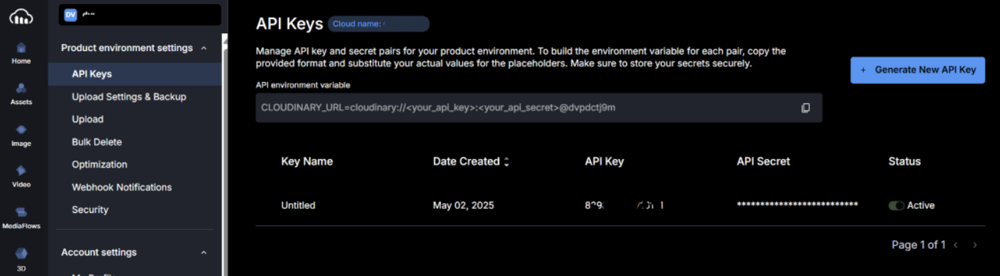 DV
Home
Assets
Image
Video
MediaFlows
3D
Product environment settings
API Keys
Upload Settings & Backup
Upload
Bulk Delete
Optimization
Webhook Notifications
Security
Account settings
API Keys Cloud name:
Manage API key and secret pairs for your product environment. To build the environment variable for each pair, copy the
provided format and substitute your actual values for the placeholders. Make sure to store your secrets securely.
+ Generate New API Key
API environment variable
CLOUDINARY_URL=cloudinary://<your_api_key>:<your_api_secret>@dvpdctj9m
Key Name Date Created API Key API Secret Status
Untitled May 02, 2025 ************************** Active
Page 1 of 1